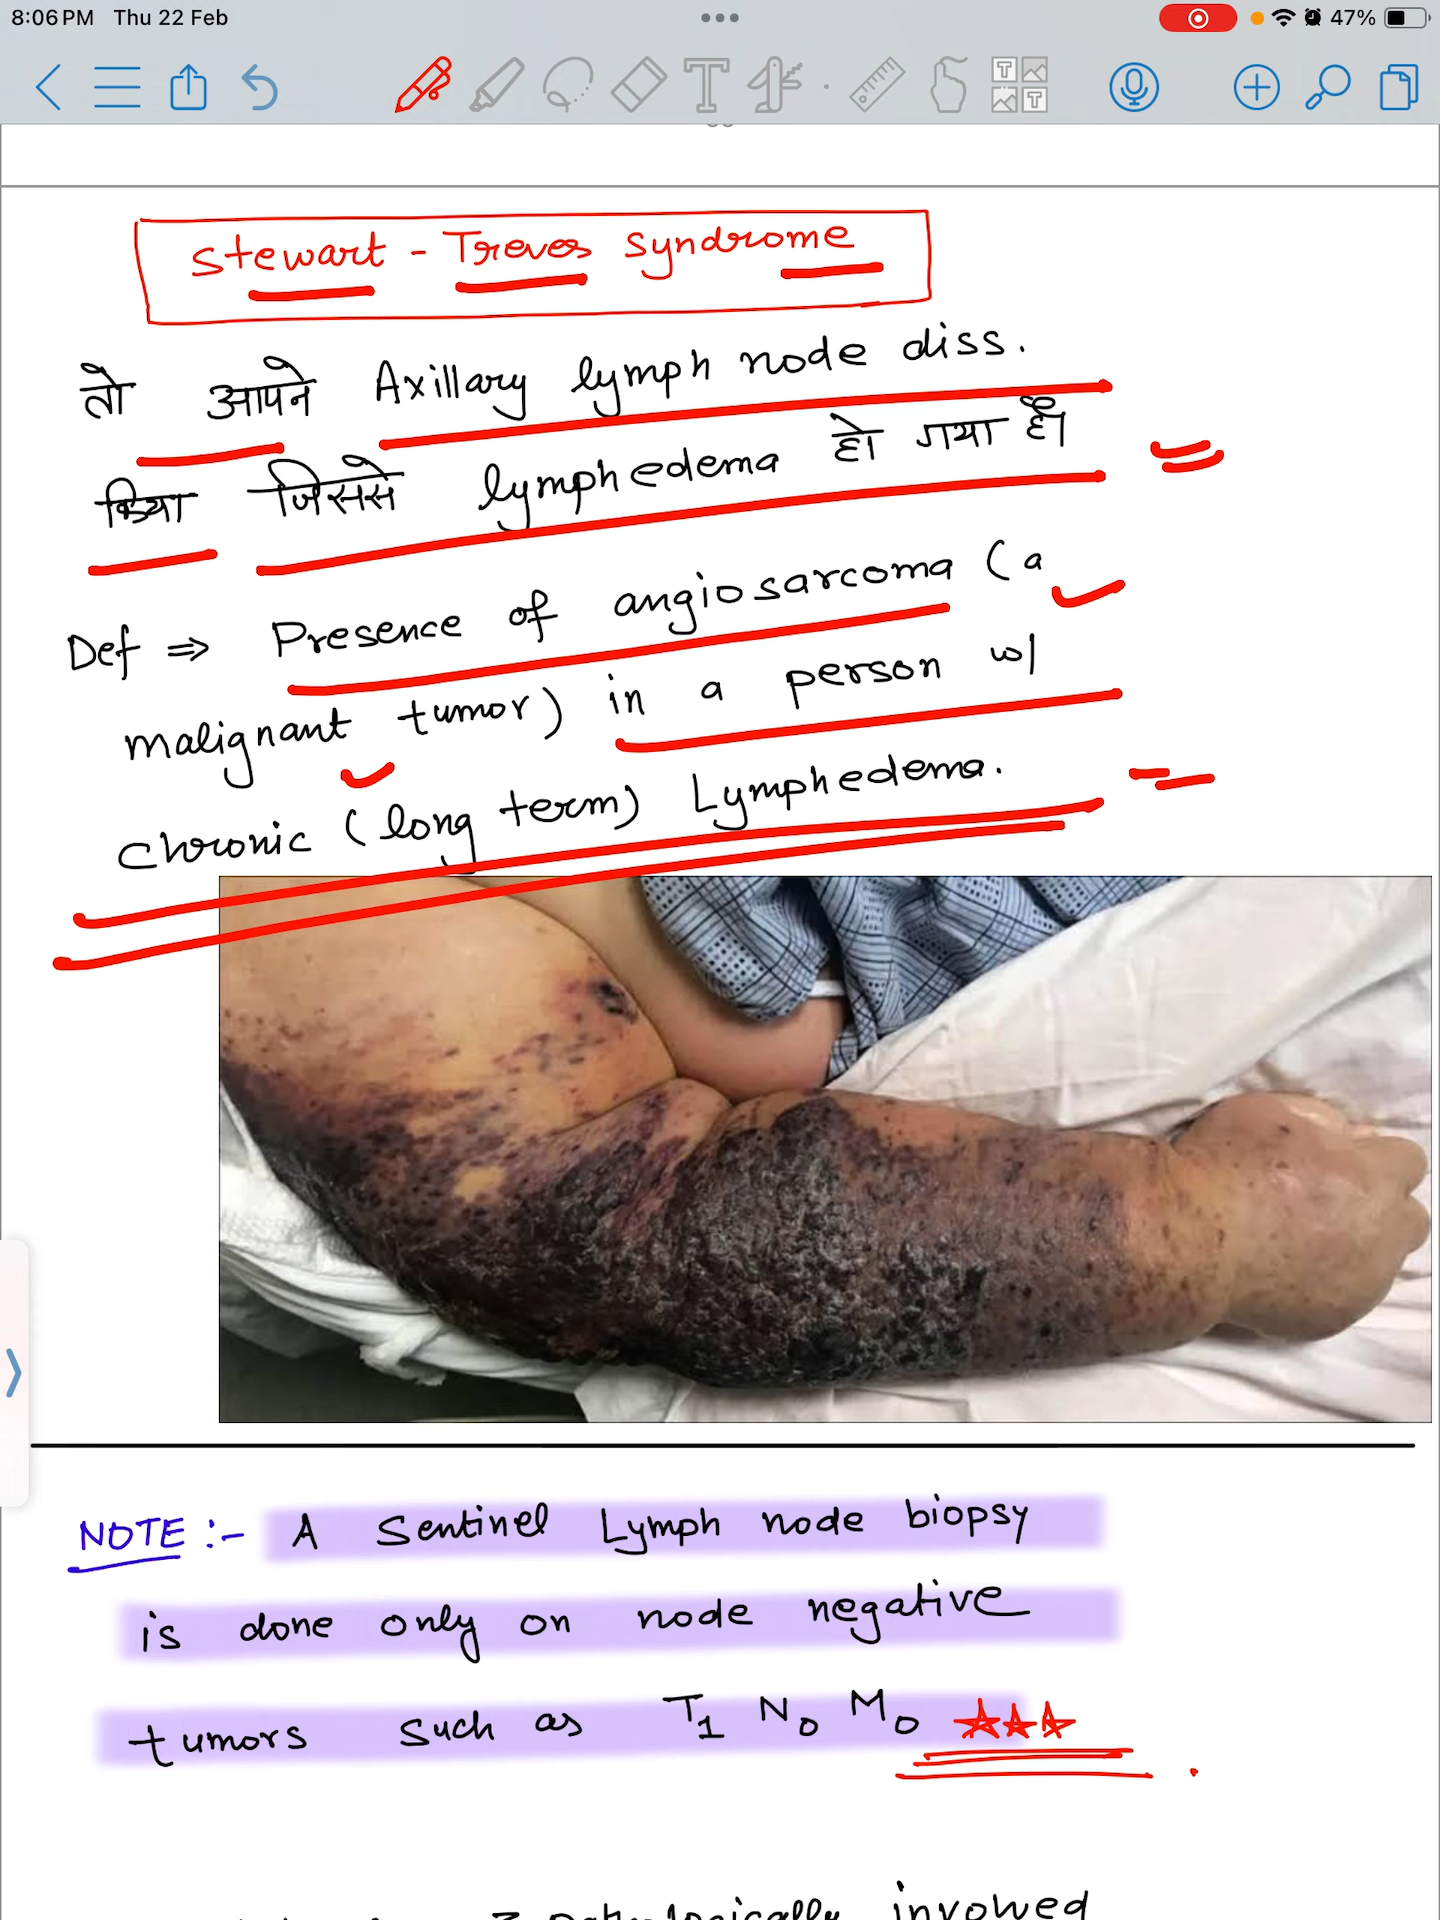 8:06 PM Thu 22 Feb
47%
Stewart - Treves Syndrome
तो आपने Axillary lymph node diss.
किया जिससे lymphedema हो गया है।
Def ⇒ Presence of angiosarcoma (a
malignant tumor) in a person w/
chronic (long term) Lymphedema.
NOTE :- A Sentinel Lymph node biopsy
is done only on node negative
tumors such as T1 N0 M0
involved